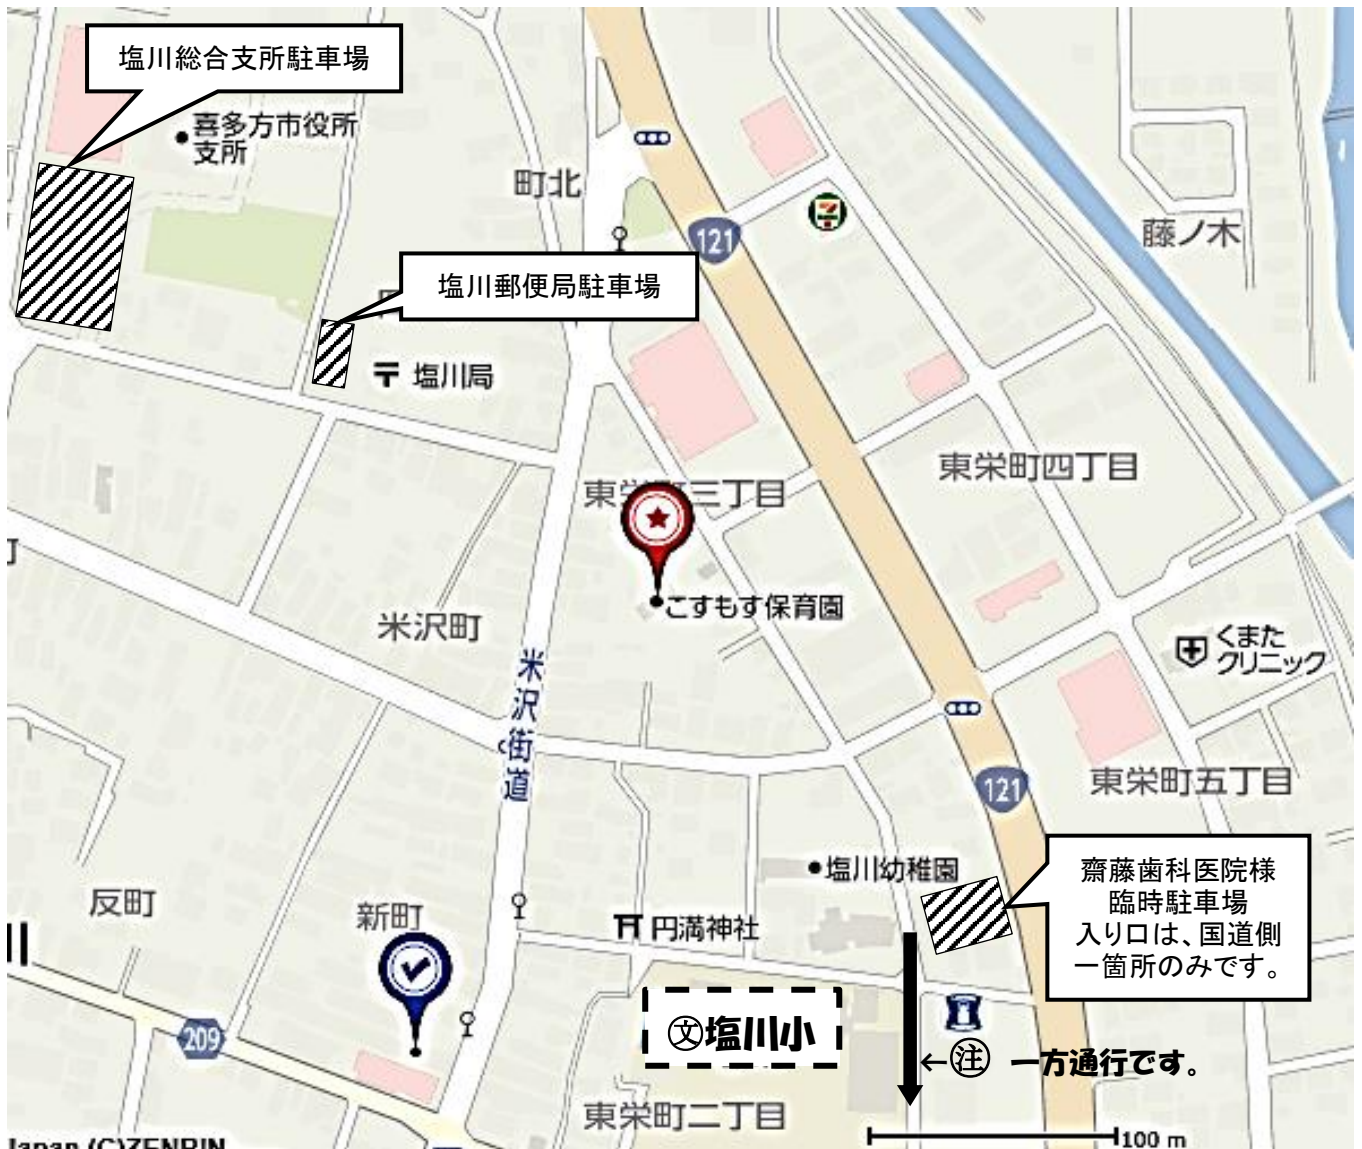 塩川総合支所駐車場
喜多方市役所
支所
町北
121
藤ノ木
塩川郵便局駐車場
塩川局
東栄町三丁目
東栄町四丁目
こすもす保育園
米沢町
米沢街道
くまた
クリニック
121
東栄町五丁目
塩川幼稚園
齋藤歯科医院様
臨時駐車場
入り口は、国道側
一箇所のみです。
反町
新町
円満神社
209
㊛塩川小
←㊟ 一方通行です。
東栄町二丁目
100 m
Japan (C)ZENRIN